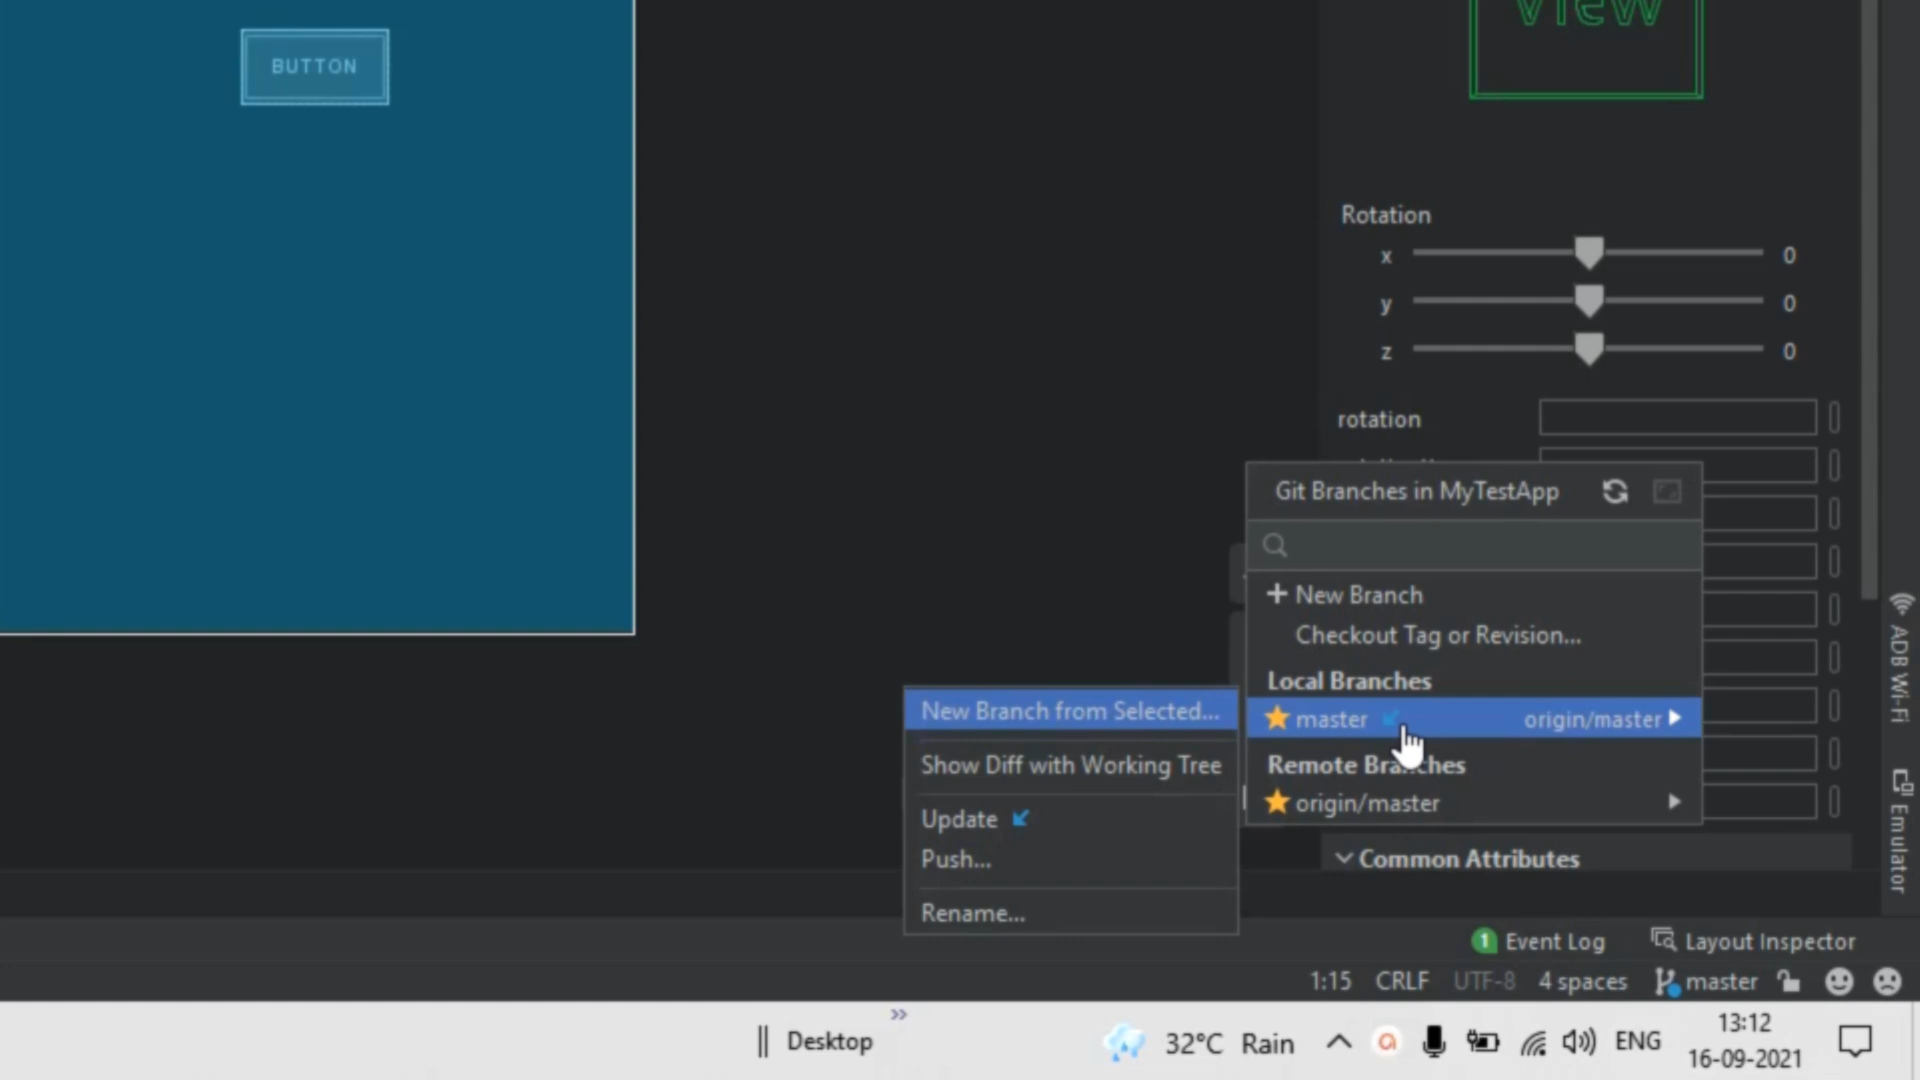 BUTTON
View
Rotation
x 0
y 0
z 0
rotation
Git Branches in MyTestApp
New Branch
Checkout Tag or Revision...
Local Branches
master origin/master
Remote Branches
origin/master
New Branch from Selected...
Show Diff with Working Tree
Update
Push...
Rename...
Common Attributes
ADB Wi-Fi
Emulator
1 Event Log
Layout Inspector
1:15 CRLF UTF-8 4 spaces master
Desktop
32°C Rain
ENG
13:12
16-09-2021